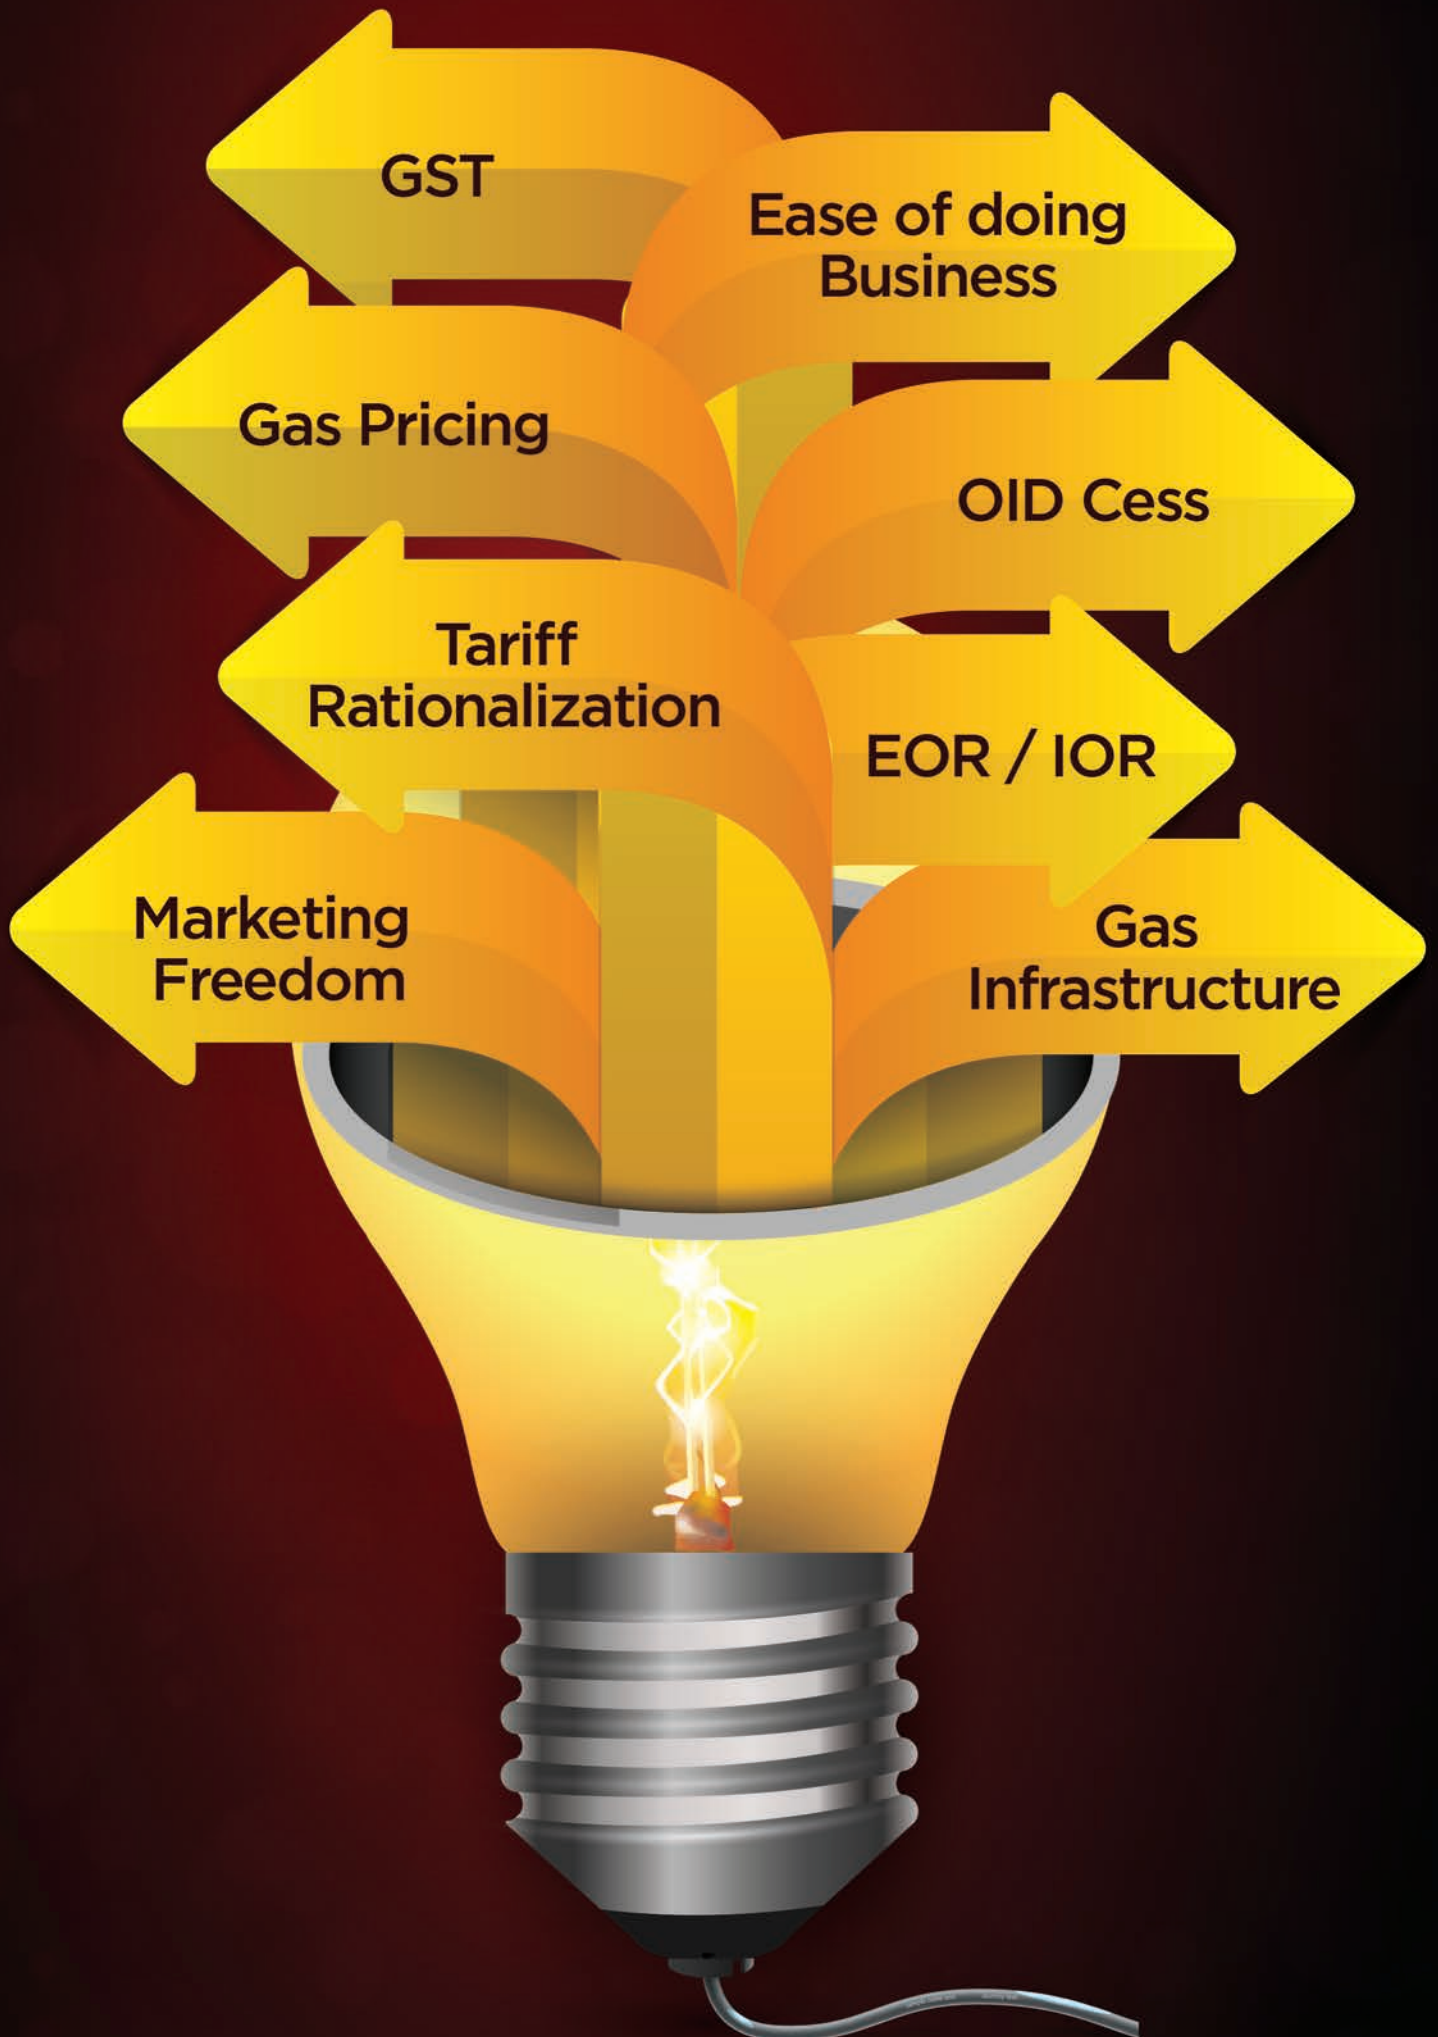 GST
Ease of doing
Business
Gas Pricing
OID Cess
Tariff
Rationalization
EOR / IOR
Marketing
Freedom
Gas
Infrastructure